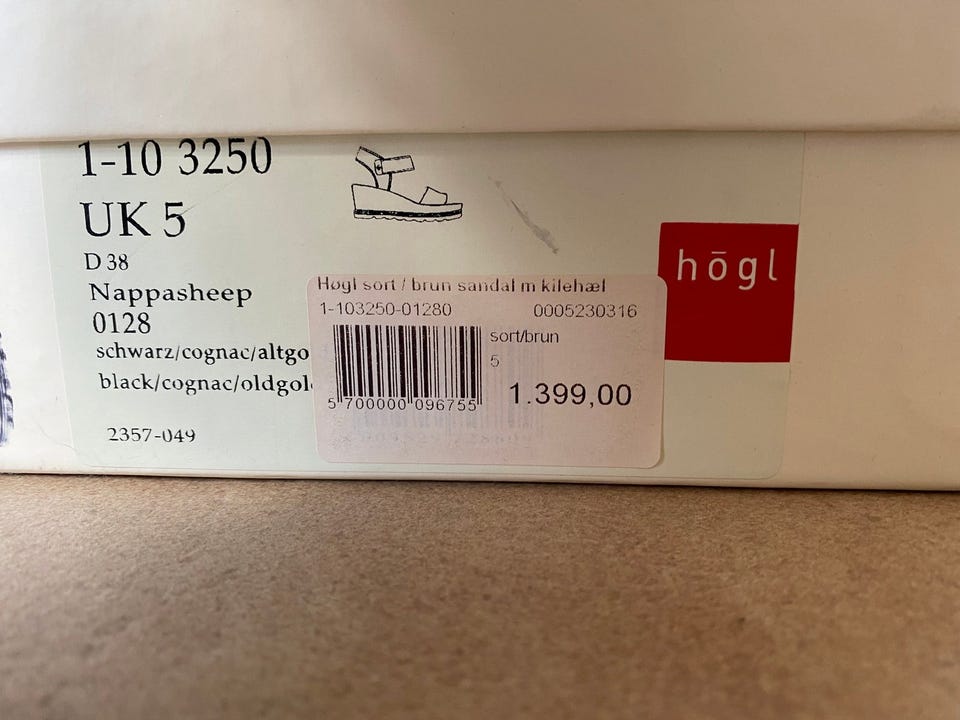 1-10 3250
UK 5
D 38
Nappasheep
0128
schwarz/cognac/altgo
black/cognac/oldgol
2357-049
högl
Høgl sort / brun sandal m kilehæl
1-103250-01280 0005230316
sort/brun
5
1.399,00
5 700000 096755